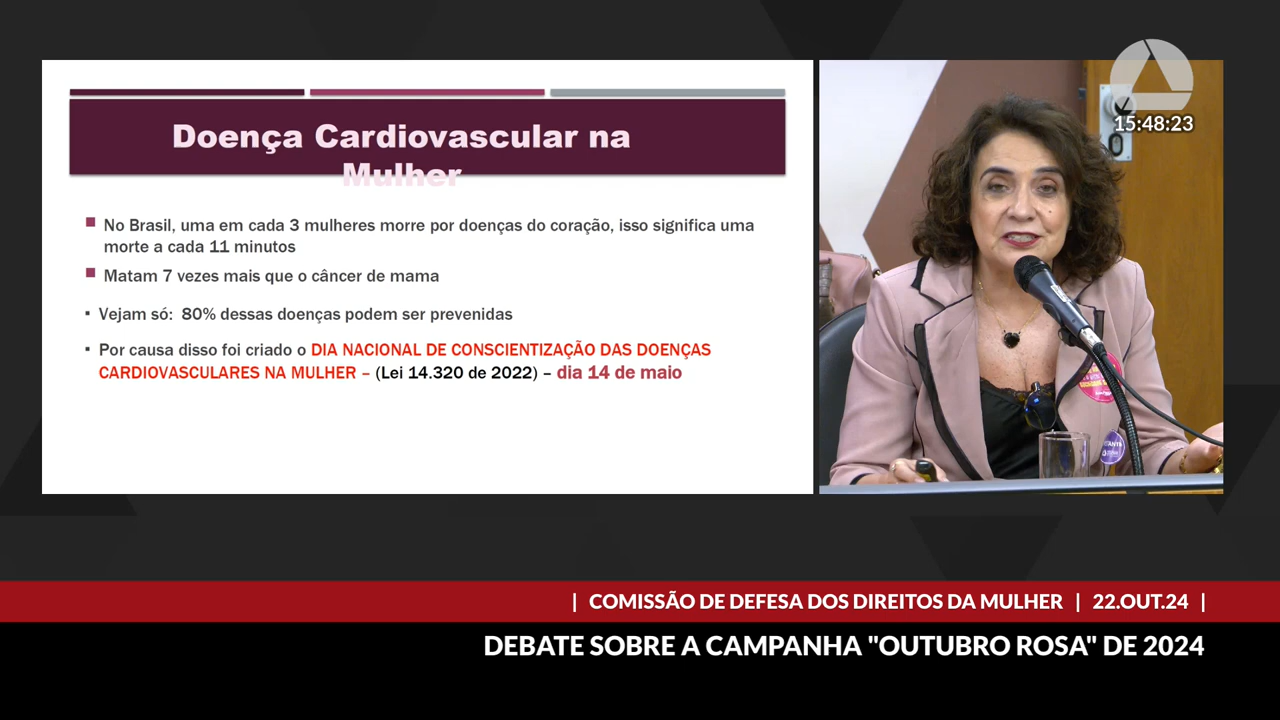 Doença Cardiovascular na
Mulher
No Brasil, uma em cada 3 mulheres morre por doenças do coração, isso significa uma
morte a cada 11 minutos
Matam 7 vezes mais que o câncer de mama
Vejam só: 80% dessas doenças podem ser prevenidas
Por causa disso foi criado o DIA NACIONAL DE CONSCIENTIZAÇÃO DAS DOENÇAS
CARDIOVASCULARES NA MULHER – (Lei 14.320 de 2022) – dia 14 de maio
15:48:23
| COMISSÃO DE DEFESA DOS DIREITOS DA MULHER | 22.OUT.24 |
DEBATE SOBRE A CAMPANHA "OUTUBRO ROSA" DE 2024